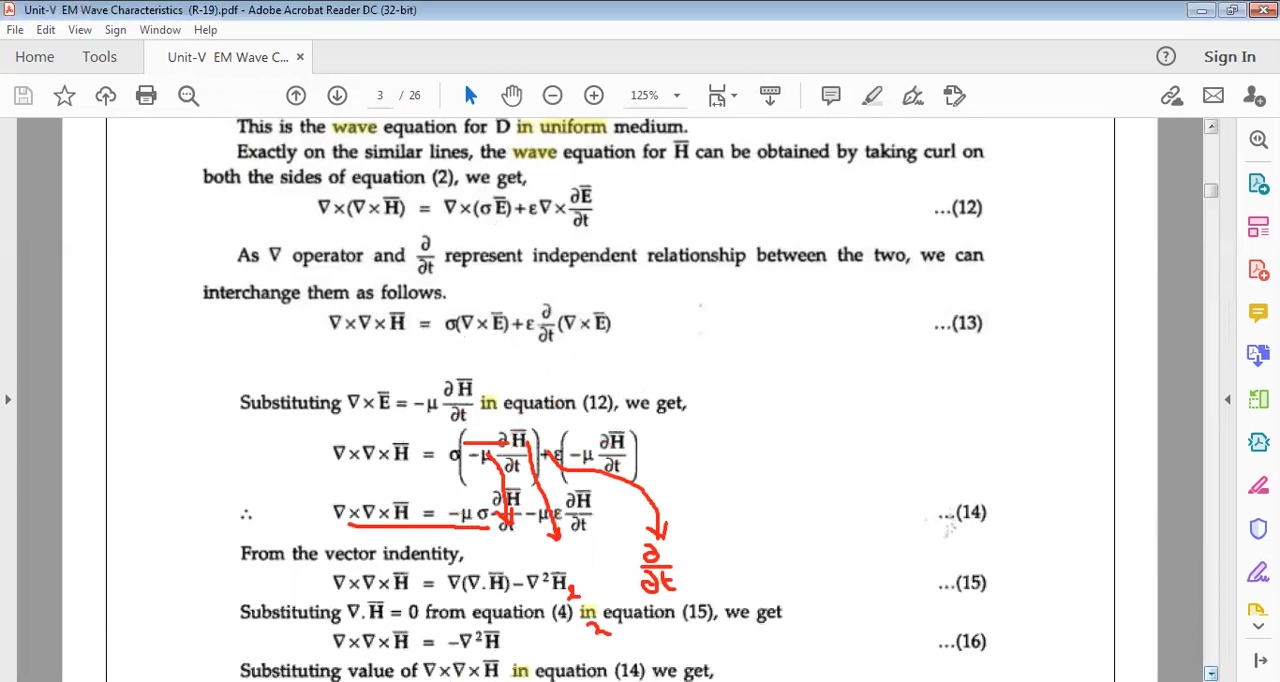 Unit-V EM Wave Characteristics (R-19).pdf - Adobe Acrobat Reader DC (32-bit)
File Edit View Sign Window Help
Home Tools Unit-V EM Wave C... × ? Sign In
3 / 26 125%
This is the wave equation for D in uniform medium.
Exactly on the similar lines, the wave equation for H̅ can be obtained by taking curl on
both the sides of equation (2), we get,
∇×(∇×H̅) = ∇×(σE̅)+ε∇×∂E̅/∂t ...(12)
As ∇ operator and ∂/∂t represent independent relationship between the two, we can
interchange them as follows.
∇×∇×H̅ = σ(∇×E̅)+ε ∂/∂t (∇×E̅) ...(13)
Substituting ∇×E̅ = −μ ∂H̅/∂t in equation (12), we get,
∇×∇×H̅ = σ(−μ ∂H̅/∂t)+ε(−μ ∂H̅/∂t)
∴ ∇×∇×H̅ = −μσ ∂H̅/∂t −με ∂H̅/∂t ...(14)
∂/∂t
From the vector indentity,
∇×∇×H̅ = ∇(∇.H̅)−∇²H̅ ...(15)
2
Substituting ∇.H̅ = 0 from equation (4) in equation (15), we get
2
∇×∇×H̅ = −∇²H̅ ...(16)
Substituting value of ∇×∇×H̅ in equation (14) we get,